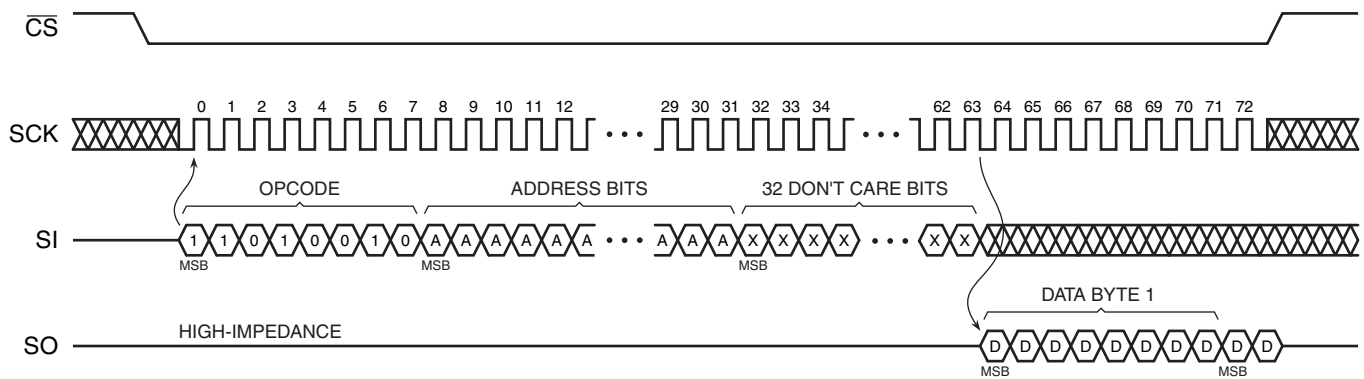 CS
0 1 2 3 4 5 6 7 8 9 10 11 12 29 30 31 32 33 34 62 63 64 65 66 67 68 69 70 71 72
SCK • • • • • •
OPCODE ADDRESS BITS 32 DON'T CARE BITS
SI 1 1 0 1 0 0 1 0 A A A A A A • • • A A A X X X X • • • X X
MSB MSB MSB
DATA BYTE 1
HIGH-IMPEDANCE
SO D D D D D D D D D D
MSB MSB